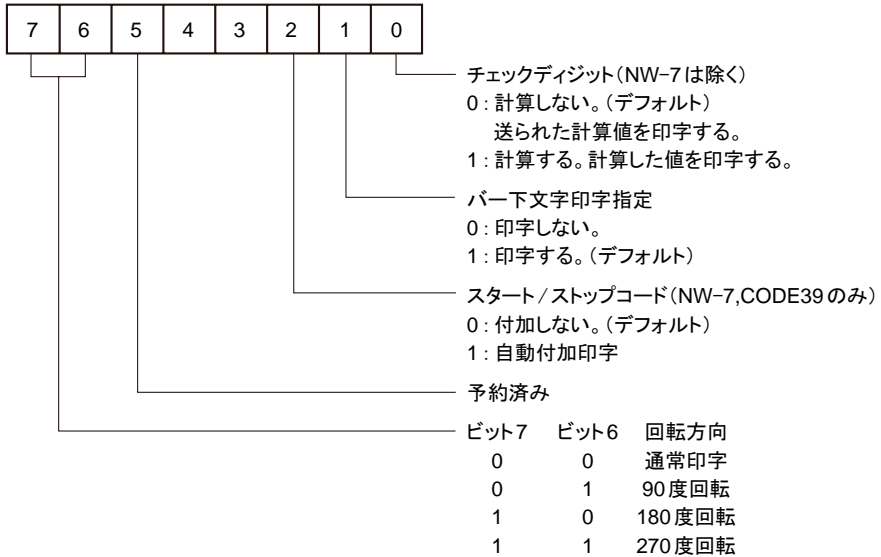 7 6 5 4 3 2 1 0
チェックディジット(NW-7は除く)
0 : 計算しない。(デフォルト)
送られた計算値を印字する。
1 : 計算する。計算した値を印字する。
バー下文字印字指定
0 : 印字しない。
1 : 印字する。(デフォルト)
スタート / ストップコード(NW-7,CODE39のみ)
0 : 付加しない。(デフォルト)
1 : 自動付加印字
予約済み
ビット7 ビット6 回転方向
0 0 通常印字
0 1 90度回転
1 0 180度回転
1 1 270度回転